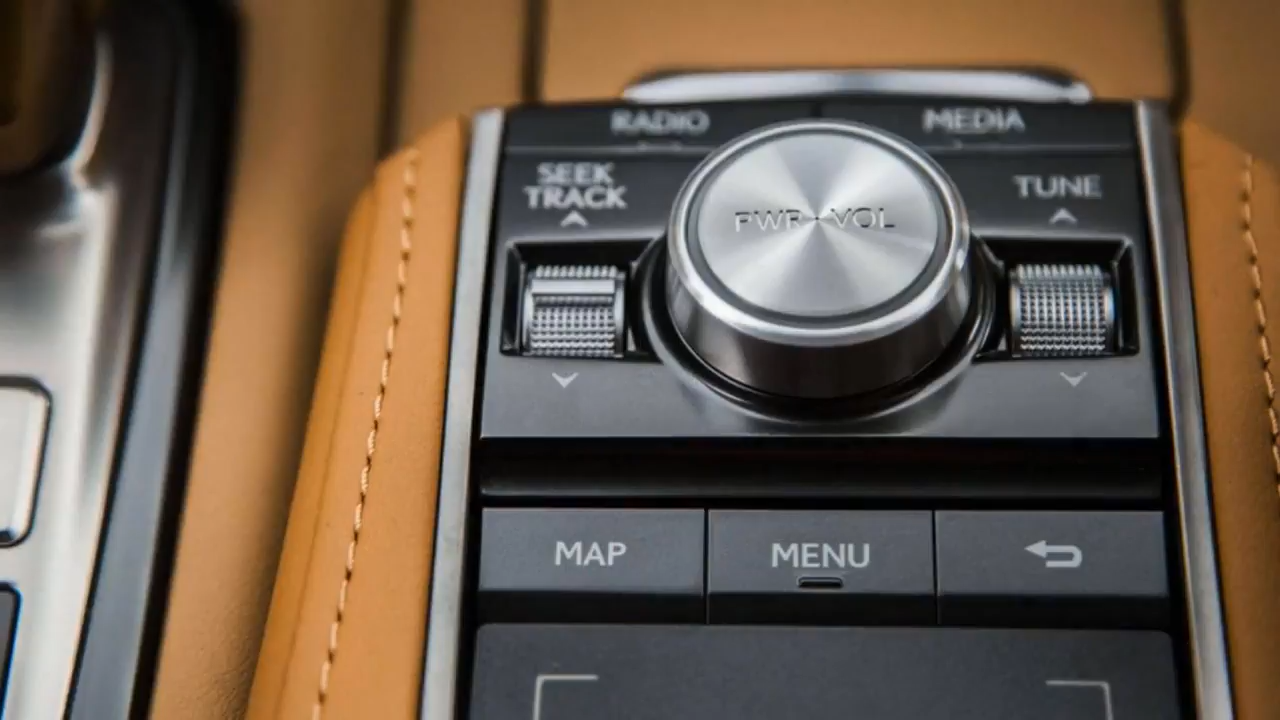 RADIO
MEDIA
SEEK
TRACK
PWR VOL
TUNE
MAP
MENU